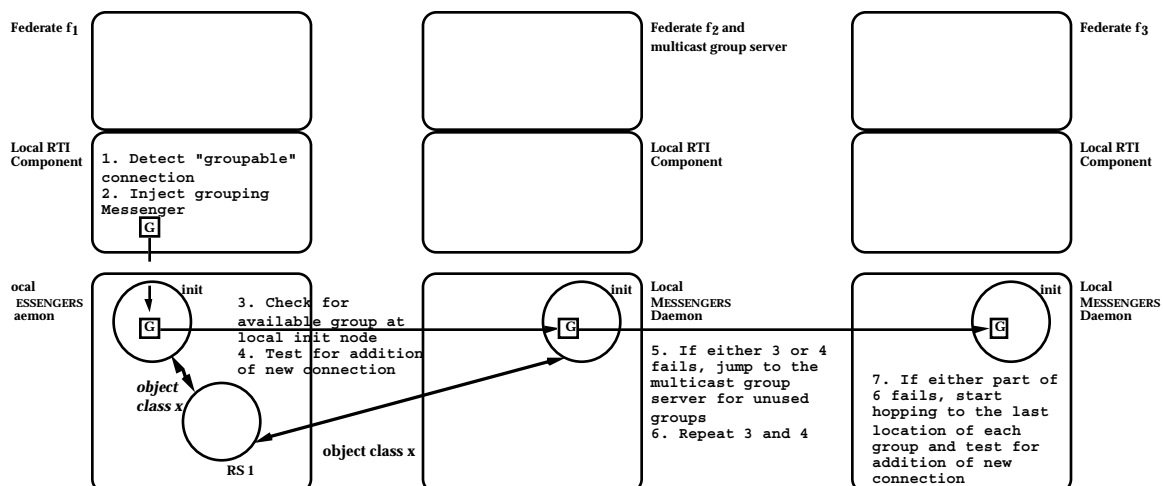 Federate f1
Federate f2 and
multicast group server
Federate f3
Local RTI
Component
1. Detect "groupable"
connection
2. Inject grouping
Messenger
G
Local RTI
Component
Local RTI
Component
ocal
ESSENGERS
aemon
init
G
3. Check for
available group at
local init node
4. Test for addition
of new connection
object
class x
RS 1
object class x
init
G
Local
MESSENGERS
Daemon
5. If either 3 or 4
fails, jump to the
multicast group
server for unused
groups
6. Repeat 3 and 4
init
G
Local
MESSENGERS
Daemon
7. If either part of
6 fails, start
hopping to the last
location of each
group and test for
addition of new
connection